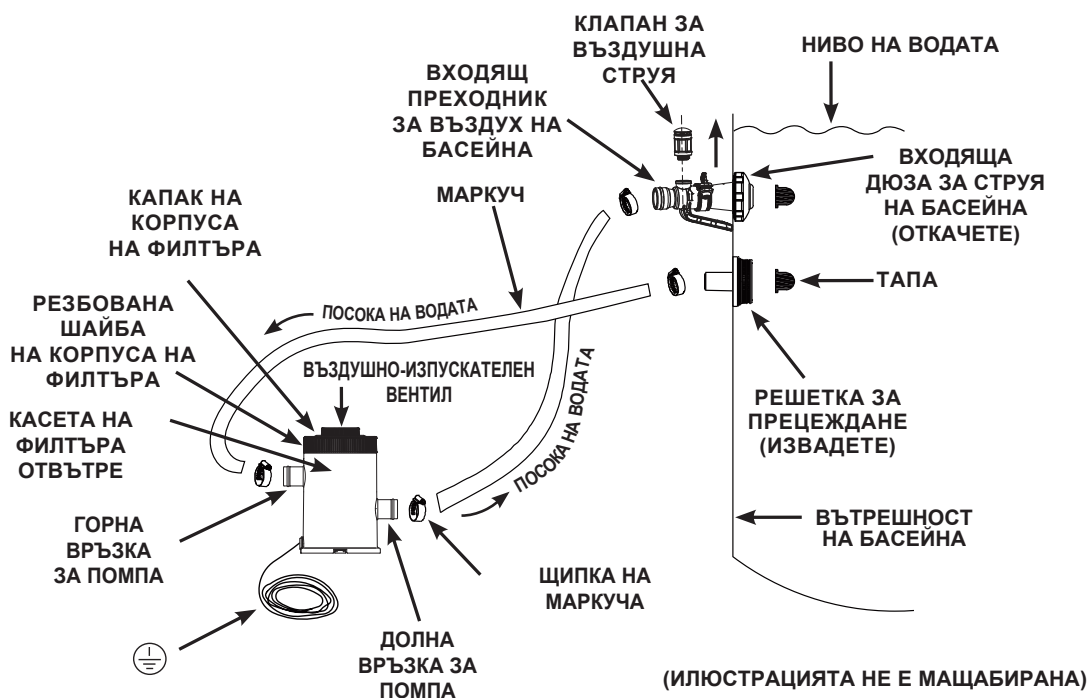 КЛАПАН ЗА
ВЪЗДУШНА
СТРУЯ
НИВО НА ВОДАТА
ВХОДЯЩ
ПРЕХОДНИК
ЗА ВЪЗДУХ НА
БАСЕЙНА
ВХОДЯЩА
ДЮЗА ЗА СТРУЯ
НА БАСЕЙНА
(ОТКАЧЕТЕ)
МАРКУЧ
КАПАК НА
КОРПУСА
НА ФИЛТЪРА
ТАПА
РЕЗБОВАНА
ШАЙБА
НА КОРПУСА НА
ФИЛТЪРА
ПОСОКА НА ВОДАТА
ВЪЗДУШНО-ИЗПУСКАТЕЛЕН
ВЕНТИЛ
ПОСОКА НА ВОДАТА
РЕШЕТКА ЗА
ПРЕЦЕЖДАНЕ
(ИЗВАДЕТЕ)
КАСЕТА НА
ФИЛТЪРА
ОТВЪТРЕ
ГОРНА
ВРЪЗКА
ЗА ПОМПА
ВЪТРЕШНОСТ
НА БАСЕЙНА
ЩИПКА НА
МАРКУЧА
ДОЛНА
ВРЪЗКА ЗА
ПОМПА
(ИЛЮСТРАЦИЯТА НЕ Е МАЩАБИРАНА)